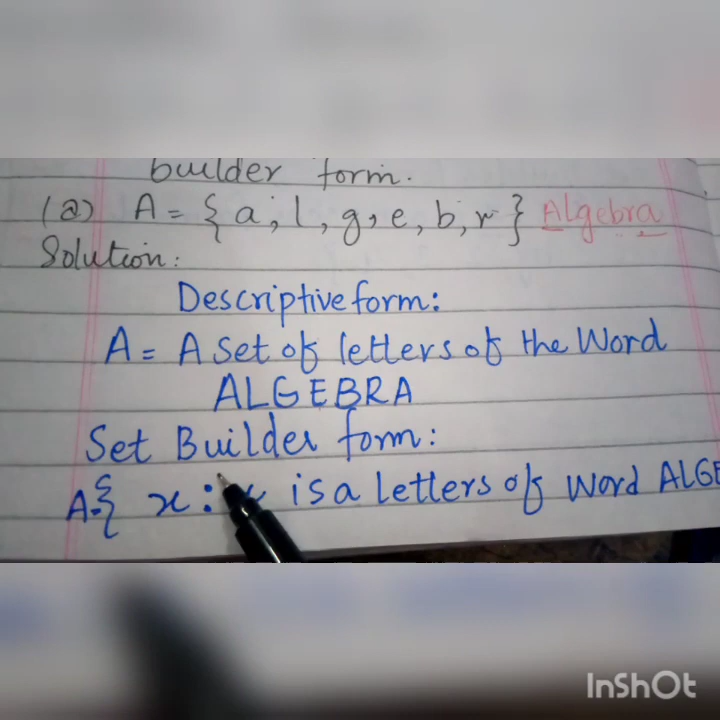 builder form.
(a) A = { a, l, g, e, b, r } Algebra
Solution:
Descriptive form:
A = A set of letters of the Word
ALGEBRA
Set Builder form:
A={ x : x is a letters of word ALGE
InShOt